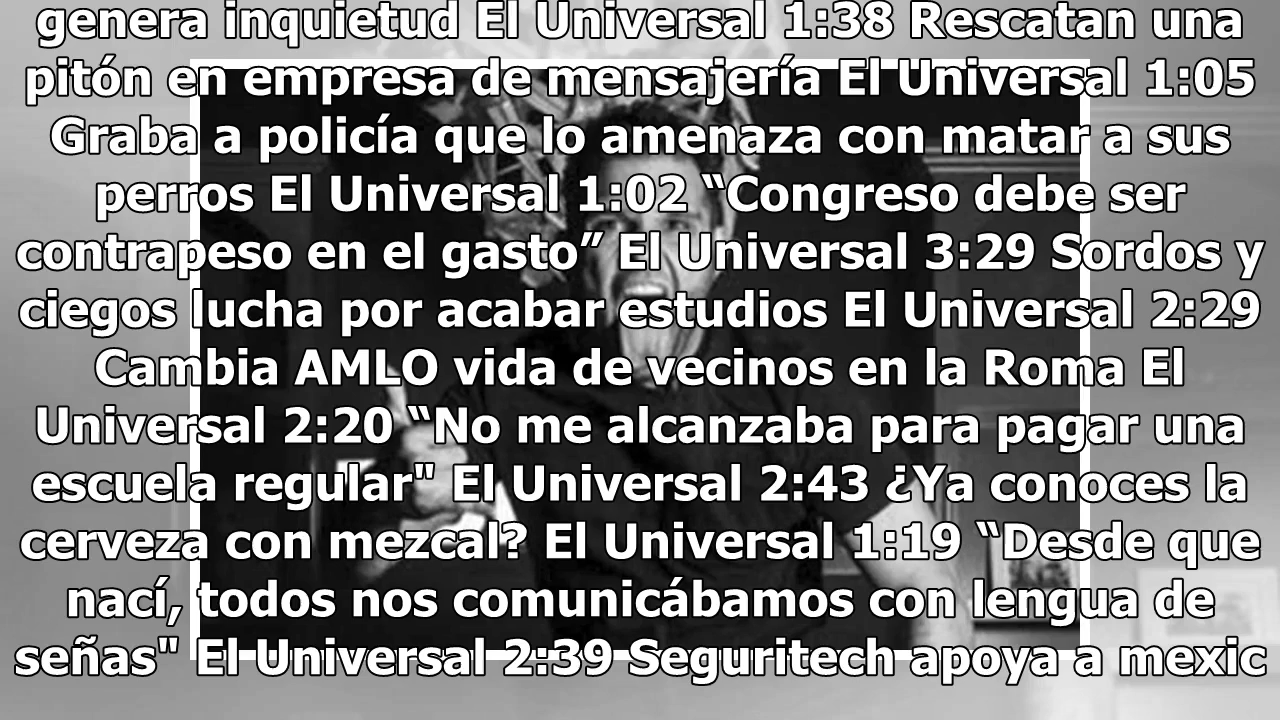 genera inquietud El Universal 1:38 Rescatan una
pitón en empresa de mensajería El Universal 1:05
Graba a policía que lo amenaza con matar a sus
perros El Universal 1:02 “Congreso debe ser
contrapeso en el gasto” El Universal 3:29 Sordos y
ciegos lucha por acabar estudios El Universal 2:29
Cambia AMLO vida de vecinos en la Roma El
Universal 2:20 “No me alcanzaba para pagar una
escuela regular" El Universal 2:43 ¿Ya conoces la
cerveza con mezcal? El Universal 1:19 “Desde que
nací, todos nos comunicábamos con lengua de
señas" El Universal 2:39 Seguritech apoya a mexic